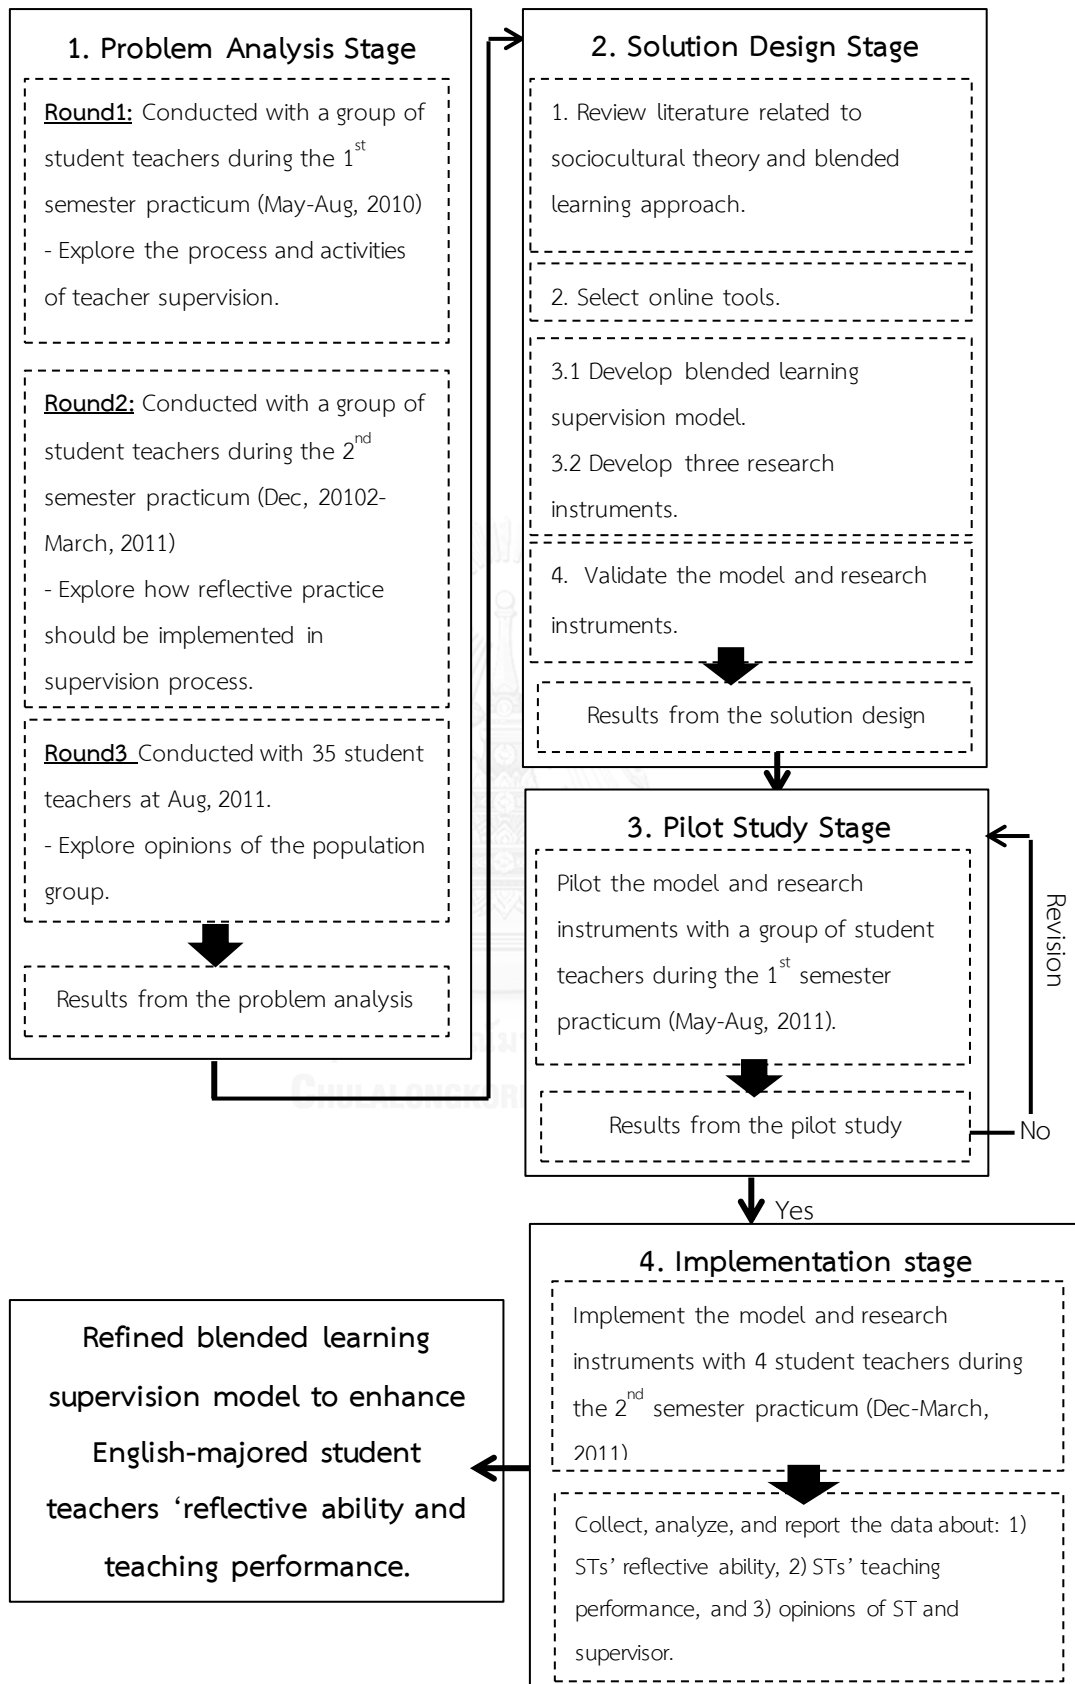 1. Problem Analysis Stage
Round1: Conducted with a group of
student teachers during the 1st
semester practicum (May-Aug, 2010)
- Explore the process and activities
of teacher supervision.
Round2: Conducted with a group of
student teachers during the 2nd
semester practicum (Dec, 20102-
March, 2011)
- Explore how reflective practice
should be implemented in
supervision process.
Round3 Conducted with 35 student
teachers at Aug, 2011.
- Explore opinions of the population
group.
Results from the problem analysis
2. Solution Design Stage
1. Review literature related to
sociocultural theory and blended
learning approach.
2. Select online tools.
3.1 Develop blended learning
supervision model.
3.2 Develop three research
instruments.
4. Validate the model and research
instruments.
Results from the solution design
3. Pilot Study Stage
Pilot the model and research
instruments with a group of student
teachers during the 1st semester
practicum (May-Aug, 2011).
Results from the pilot study
No
Revision
Yes
4. Implementation stage
Implement the model and research
instruments with 4 student teachers during
the 2nd semester practicum (Dec-March,
2011)
Collect, analyze, and report the data about: 1)
STs' reflective ability, 2) STs' teaching
performance, and 3) opinions of ST and
supervisor.
Refined blended learning
supervision model to enhance
English-majored student
teachers ‘reflective ability and
teaching performance.
CHULALONGKOR